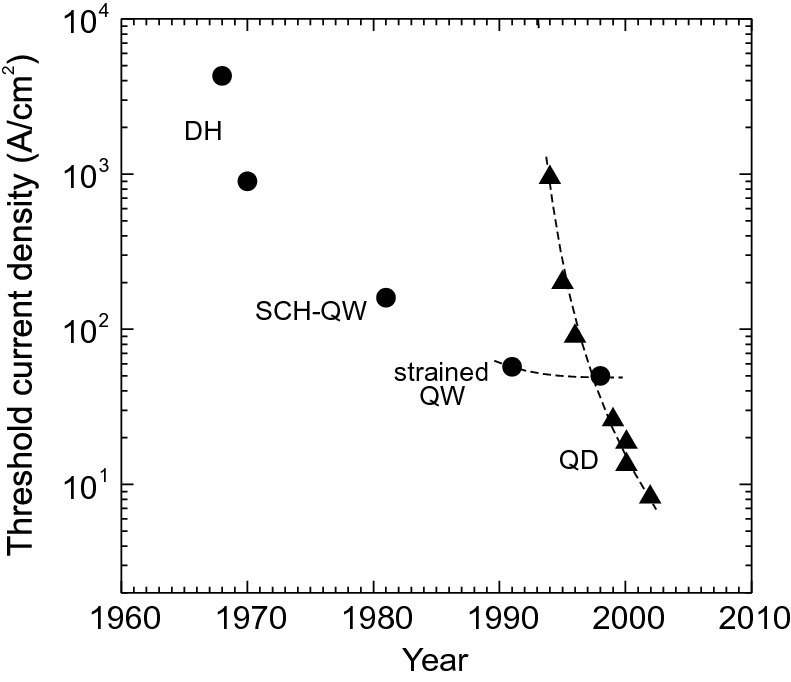 Threshold current density (A/cm²)
10⁴
10³
10²
10¹
DH
SCH-QW
strained
QW
QD
1960 1970 1980 1990 2000 2010
Year